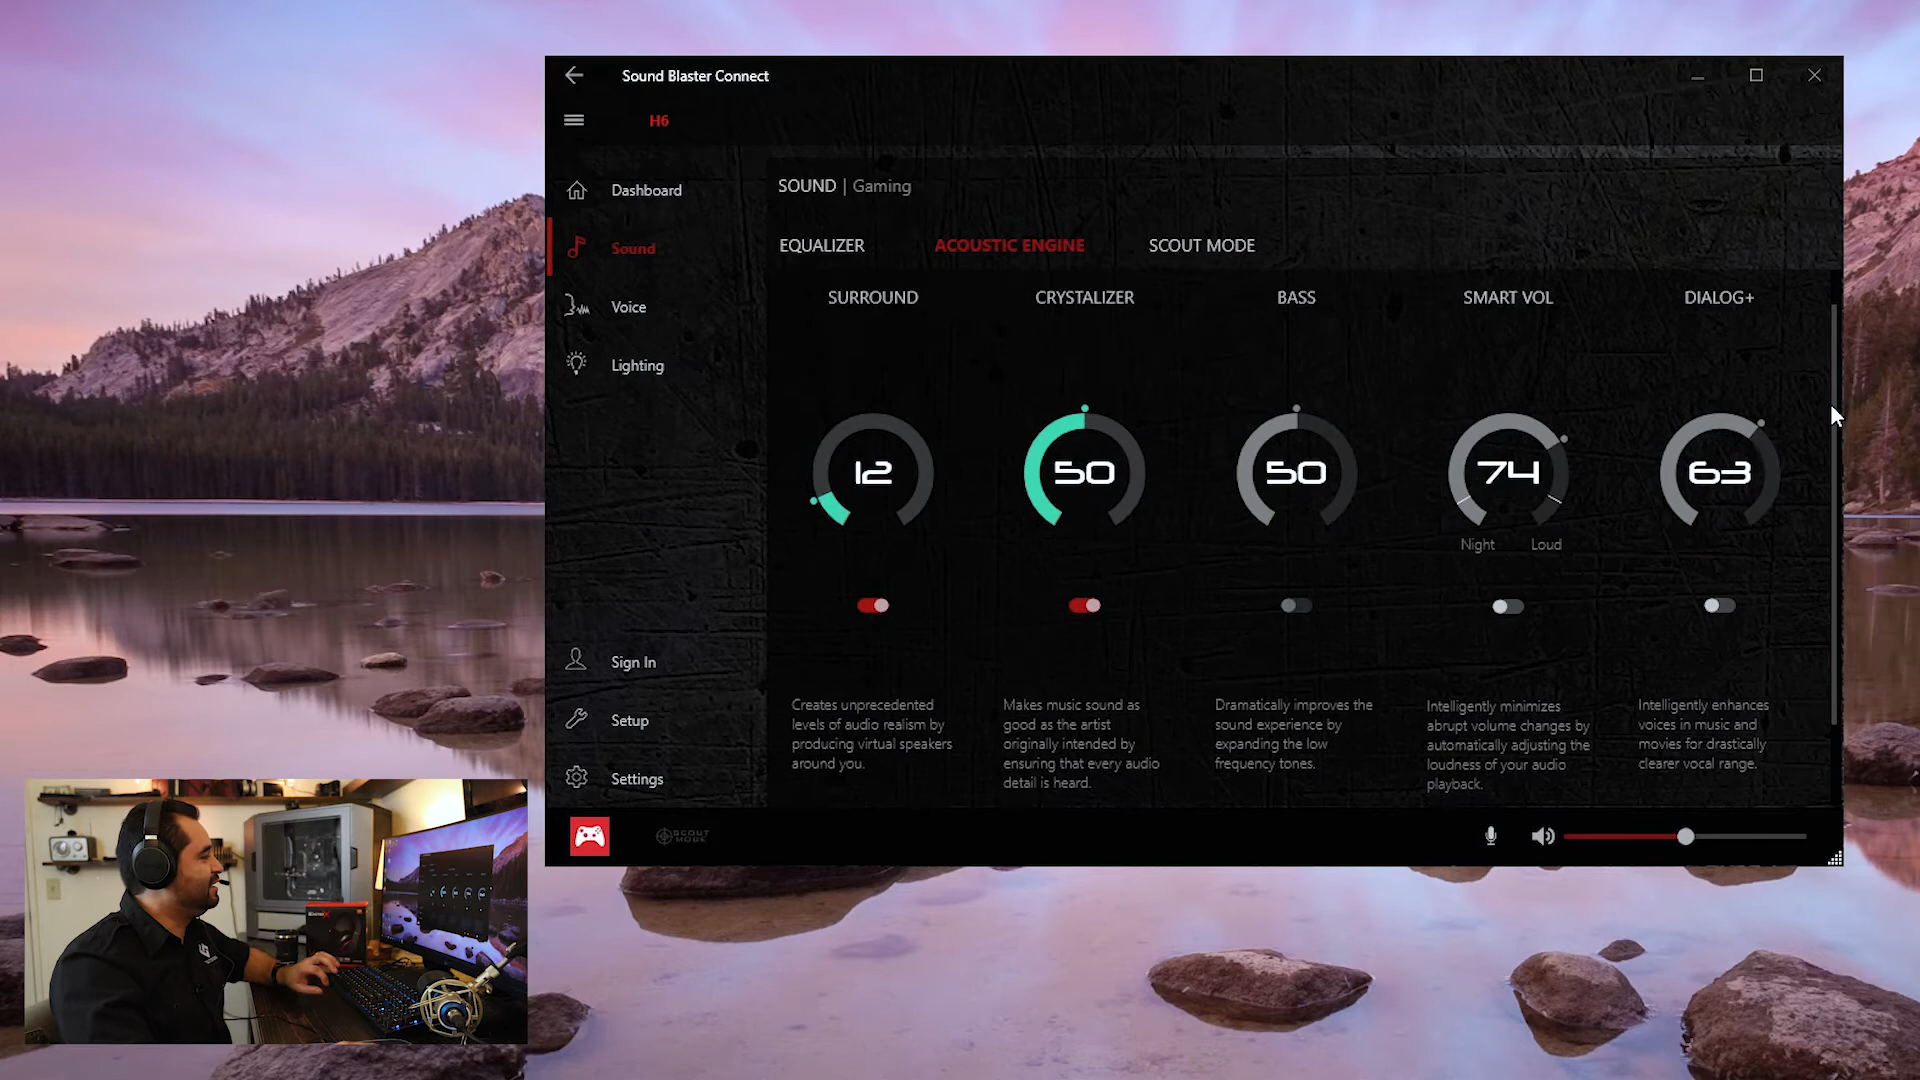 Sound Blaster Connect
H6
Dashboard
Sound
Voice
Lighting
Sign In
Setup
Settings
SOUND | Gaming
EQUALIZER
ACOUSTIC ENGINE
SCOUT MODE
SURROUND
CRYSTALIZER
BASS
SMART VOL
DIALOG+
12
50
50
74
63
Night
Loud
Creates unprecedented
levels of audio realism by
producing virtual speakers
around you.
Makes music sound as
good as the artist
originally intended by
ensuring that every audio
detail is heard.
Dramatically improves the
sound experience by
expanding the low
frequency tones.
Intelligently minimizes
abrupt volume changes by
automatically adjusting the
loudness of your audio
playback.
Intelligently enhances
voices in music and
movies for drastically
clearer vocal range.
SCOUT
MODE